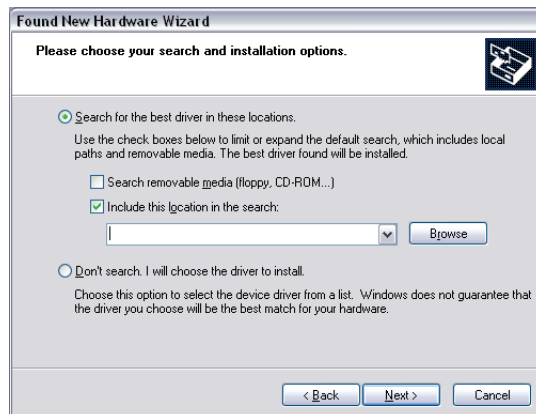 Found New Hardware Wizard
Please choose your search and installation options.
Search for the best driver in these locations.
Use the check boxes below to limit or expand the default search, which includes local
paths and removable media. The best driver found will be installed.
Search removable media (floppy, CD-ROM...)
Include this location in the search:
Browse
Don't search. I will choose the driver to install.
Choose this option to select the device driver from a list. Windows does not guarantee that
the driver you choose will be the best match for your hardware.
< Back Next > Cancel